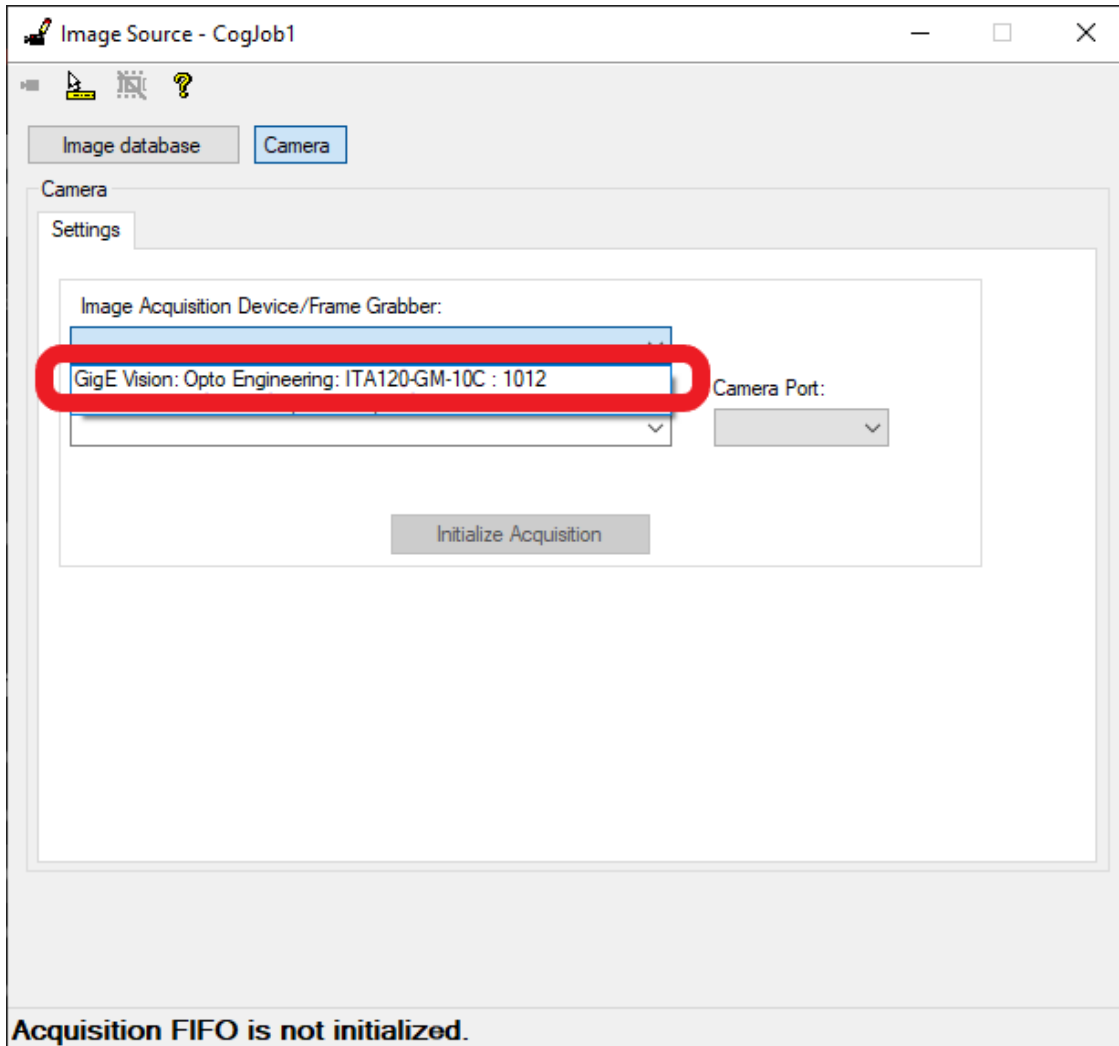 Image Source - CogJob1
Image database
Camera
Camera
Settings
Image Acquisition Device/Frame Grabber:
GigE Vision: Opto Engineering: ITA120-GM-10C : 1012
Camera Port:
Initialize Acquisition
Acquisition FIFO is not initialized.